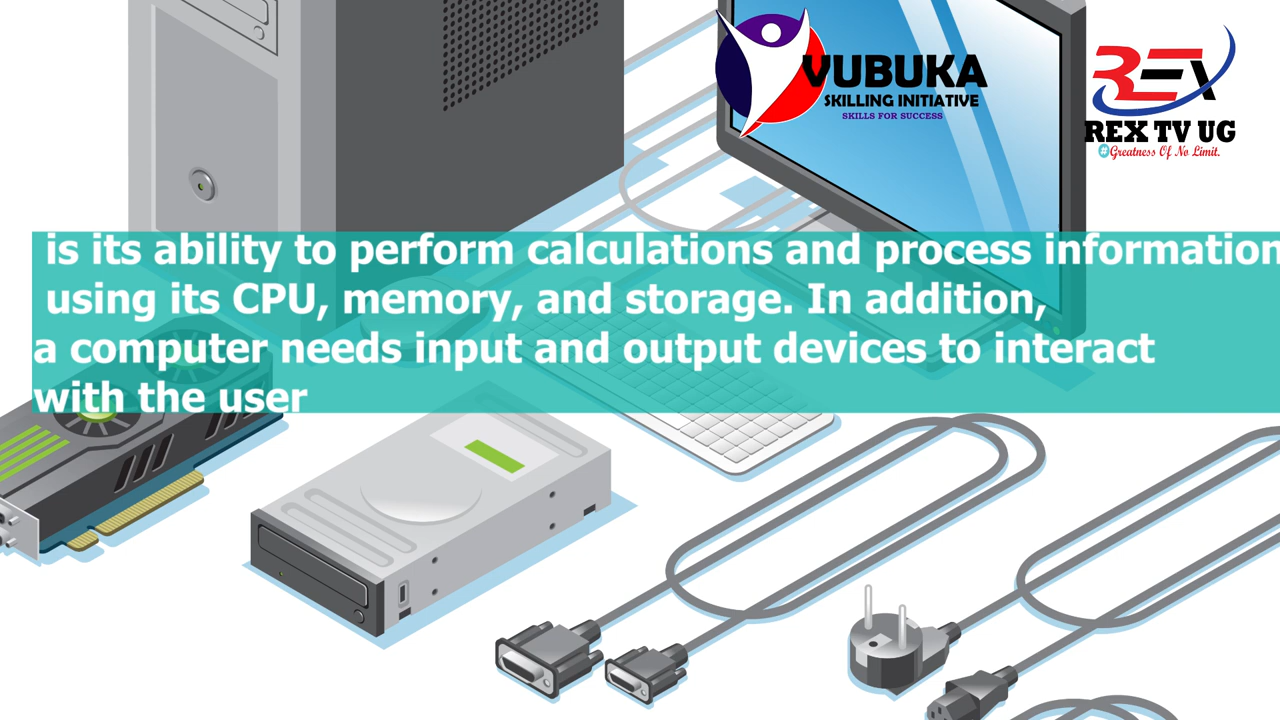 VUBUKA
SKILLING INITIATIVE
SKILLS FOR SUCCESS
REX
REX TV UG
#Greatness Of No Limit.
is its ability to perform calculations and process information
using its CPU, memory, and storage. In addition,
a computer needs input and output devices to interact
with the user